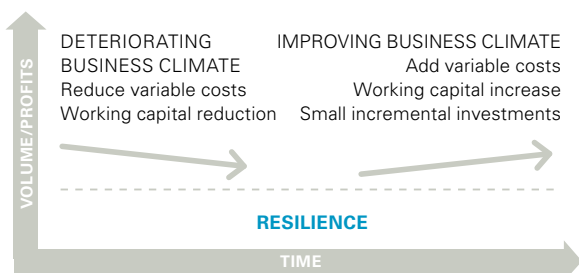 VOLUME/PROFITS
DETERIORATING
BUSINESS CLIMATE
Reduce variable costs
Working capital reduction
IMPROVING BUSINESS CLIMATE
Add variable costs
Working capital increase
Small incremental investments
RESILIENCE
TIME